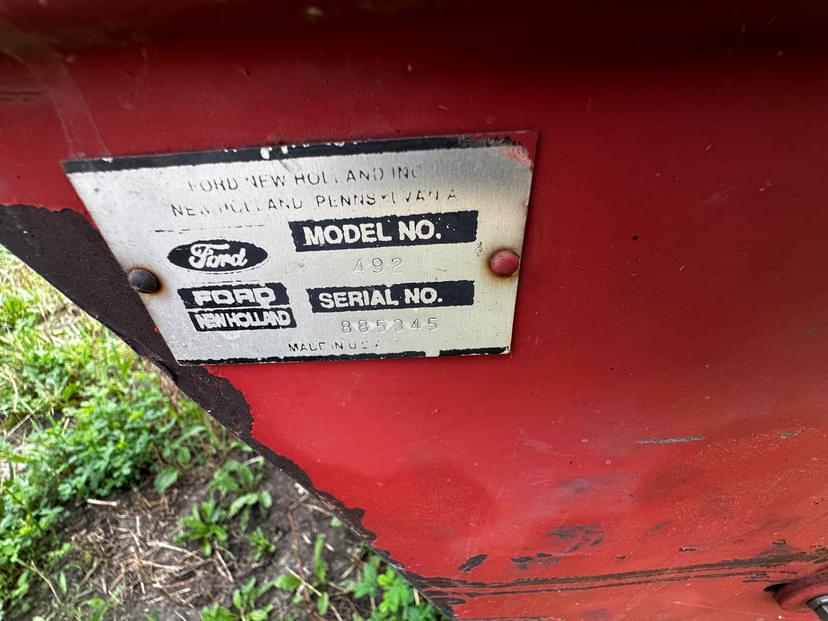 FORD NEW HOLLAND INC
NEW HOLLAND PENNSYLVANIA
Ford
MODEL NO.
492
FORD
NEW HOLLAND
SERIAL NO.
885345
MADE IN U S A